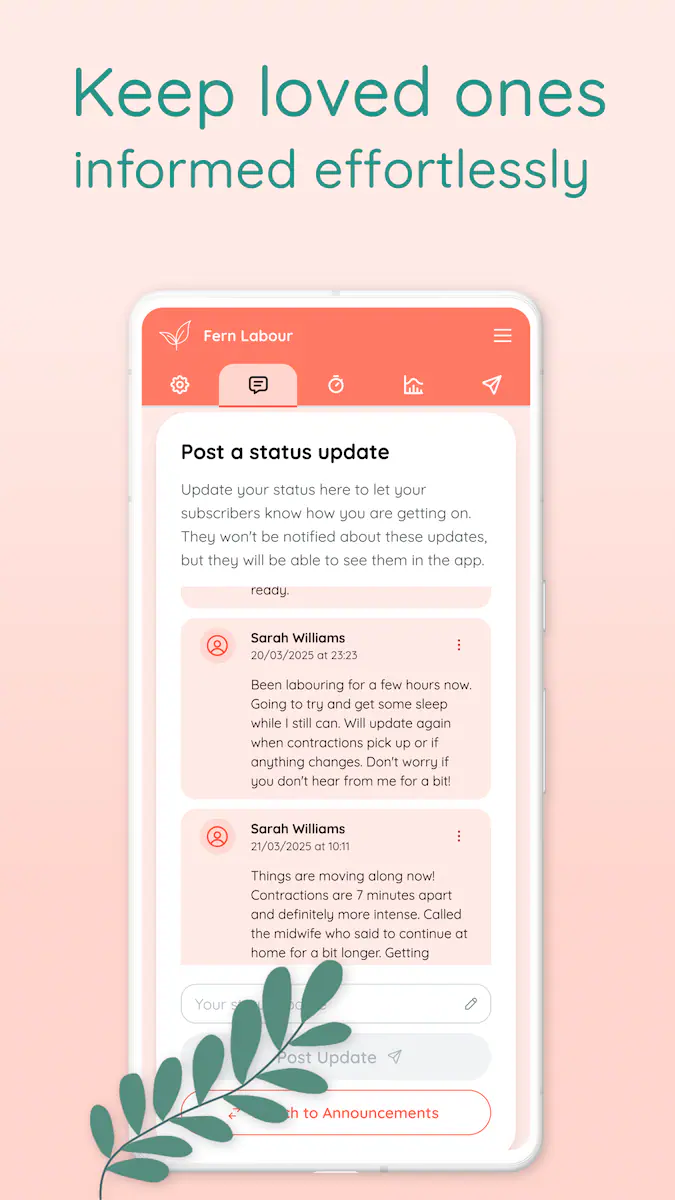 Keep loved ones
informed effortlessly
Fern Labour
Post a status update
Update your status here to let your
subscribers know how you are getting on.
They won't be notified about these updates,
but they will be able to see them in the app.
ready.
Sarah Williams
20/03/2025 at 23:23
Been labouring for a few hours now.
Going to try and get some sleep
while I still can. Will update again
when contractions pick up or if
anything changes. Don't worry if
you don't hear from me for a bit!
Sarah Williams
21/03/2025 at 10:11
Things are moving along now!
Contractions are 7 minutes apart
and definitely more intense. Called
the midwife who said to continue at
home for a bit longer. Getting
Your
Post Update
to Announcements